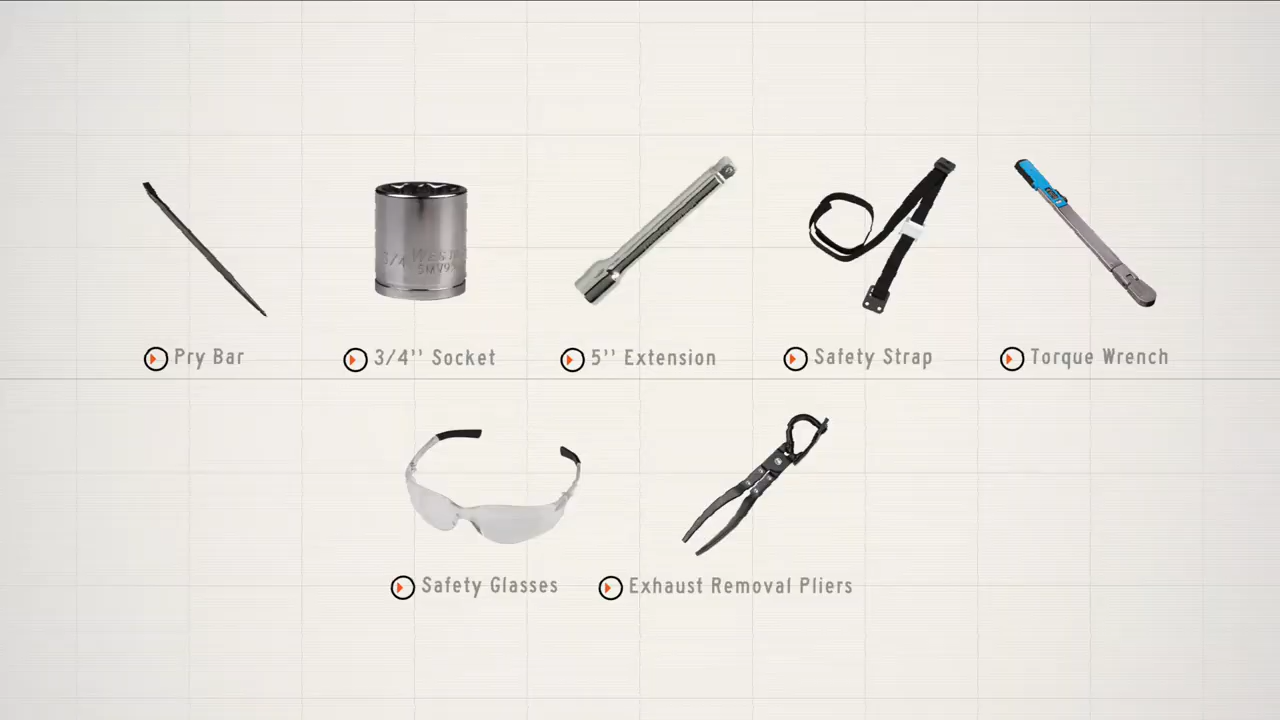 Pry Bar
3/4'' Socket
5'' Extension
Safety Strap
Torque Wrench
Safety Glasses
Exhaust Removal Pliers